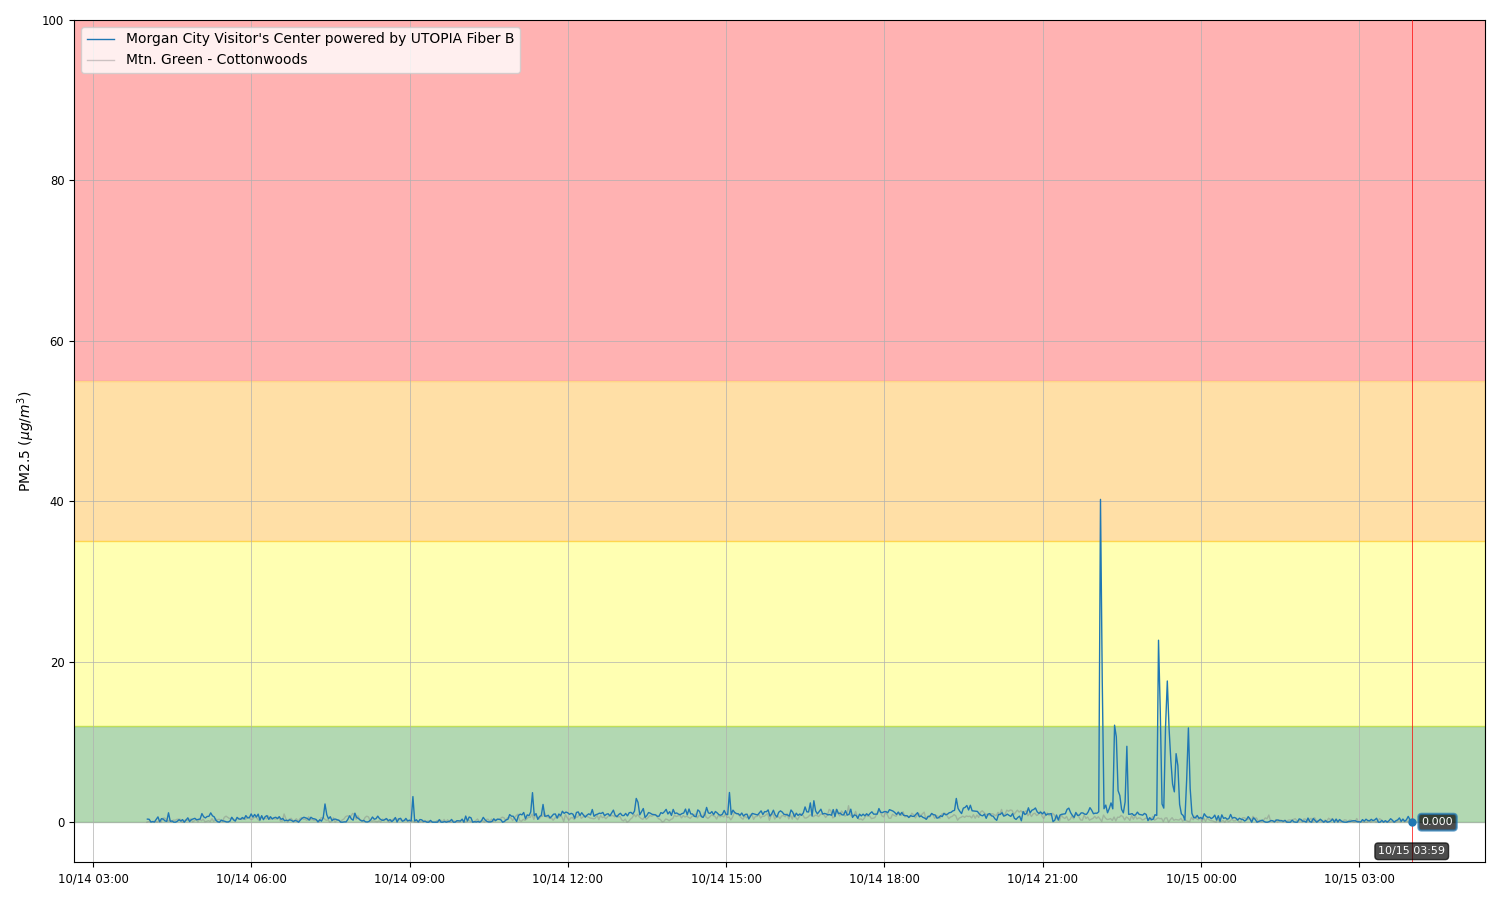 100
Morgan City Visitor's Center powered by UTOPIA Fiber B
Mtn. Green - Cottonwoods
80
60
PM2.5 (μg/m³)
40
20
0
0.000
10/15 03:59
10/14 03:00 10/14 06:00 10/14 09:00 10/14 12:00 10/14 15:00 10/14 18:00 10/14 21:00 10/15 00:00 10/15 03:00